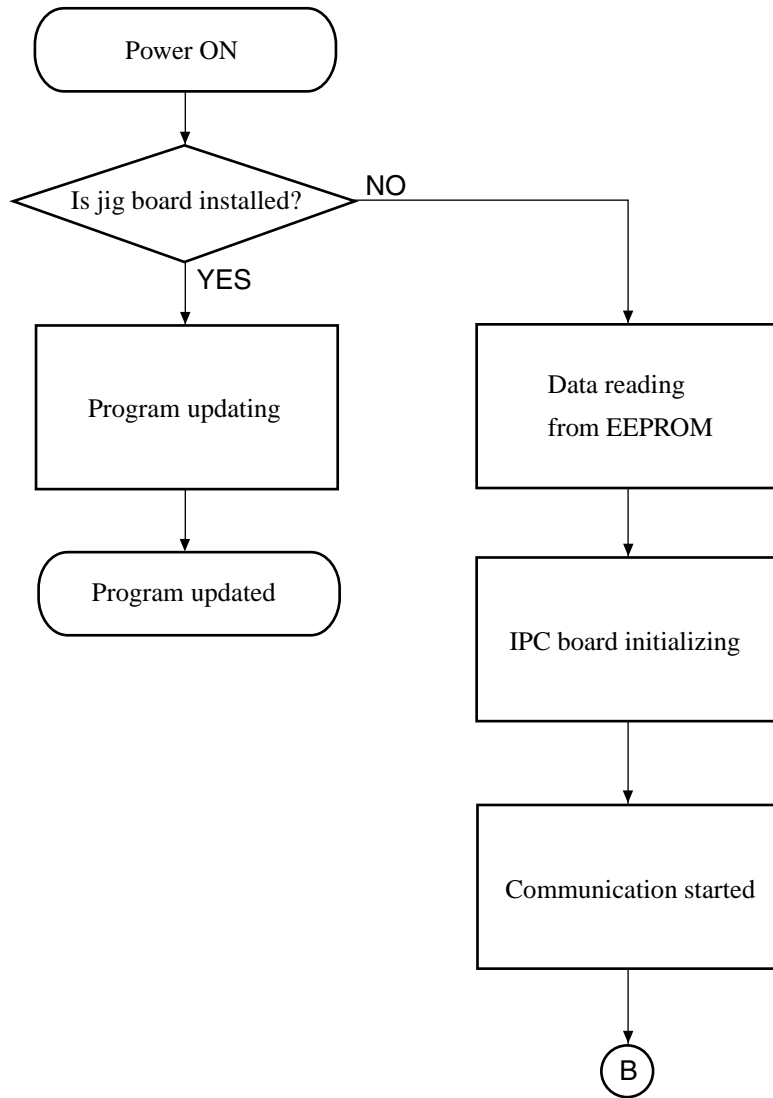 Power ON
Is jig board installed?
NO
YES
Program updating
Data reading
from EEPROM
Program updated
IPC board initializing
Communication started
B